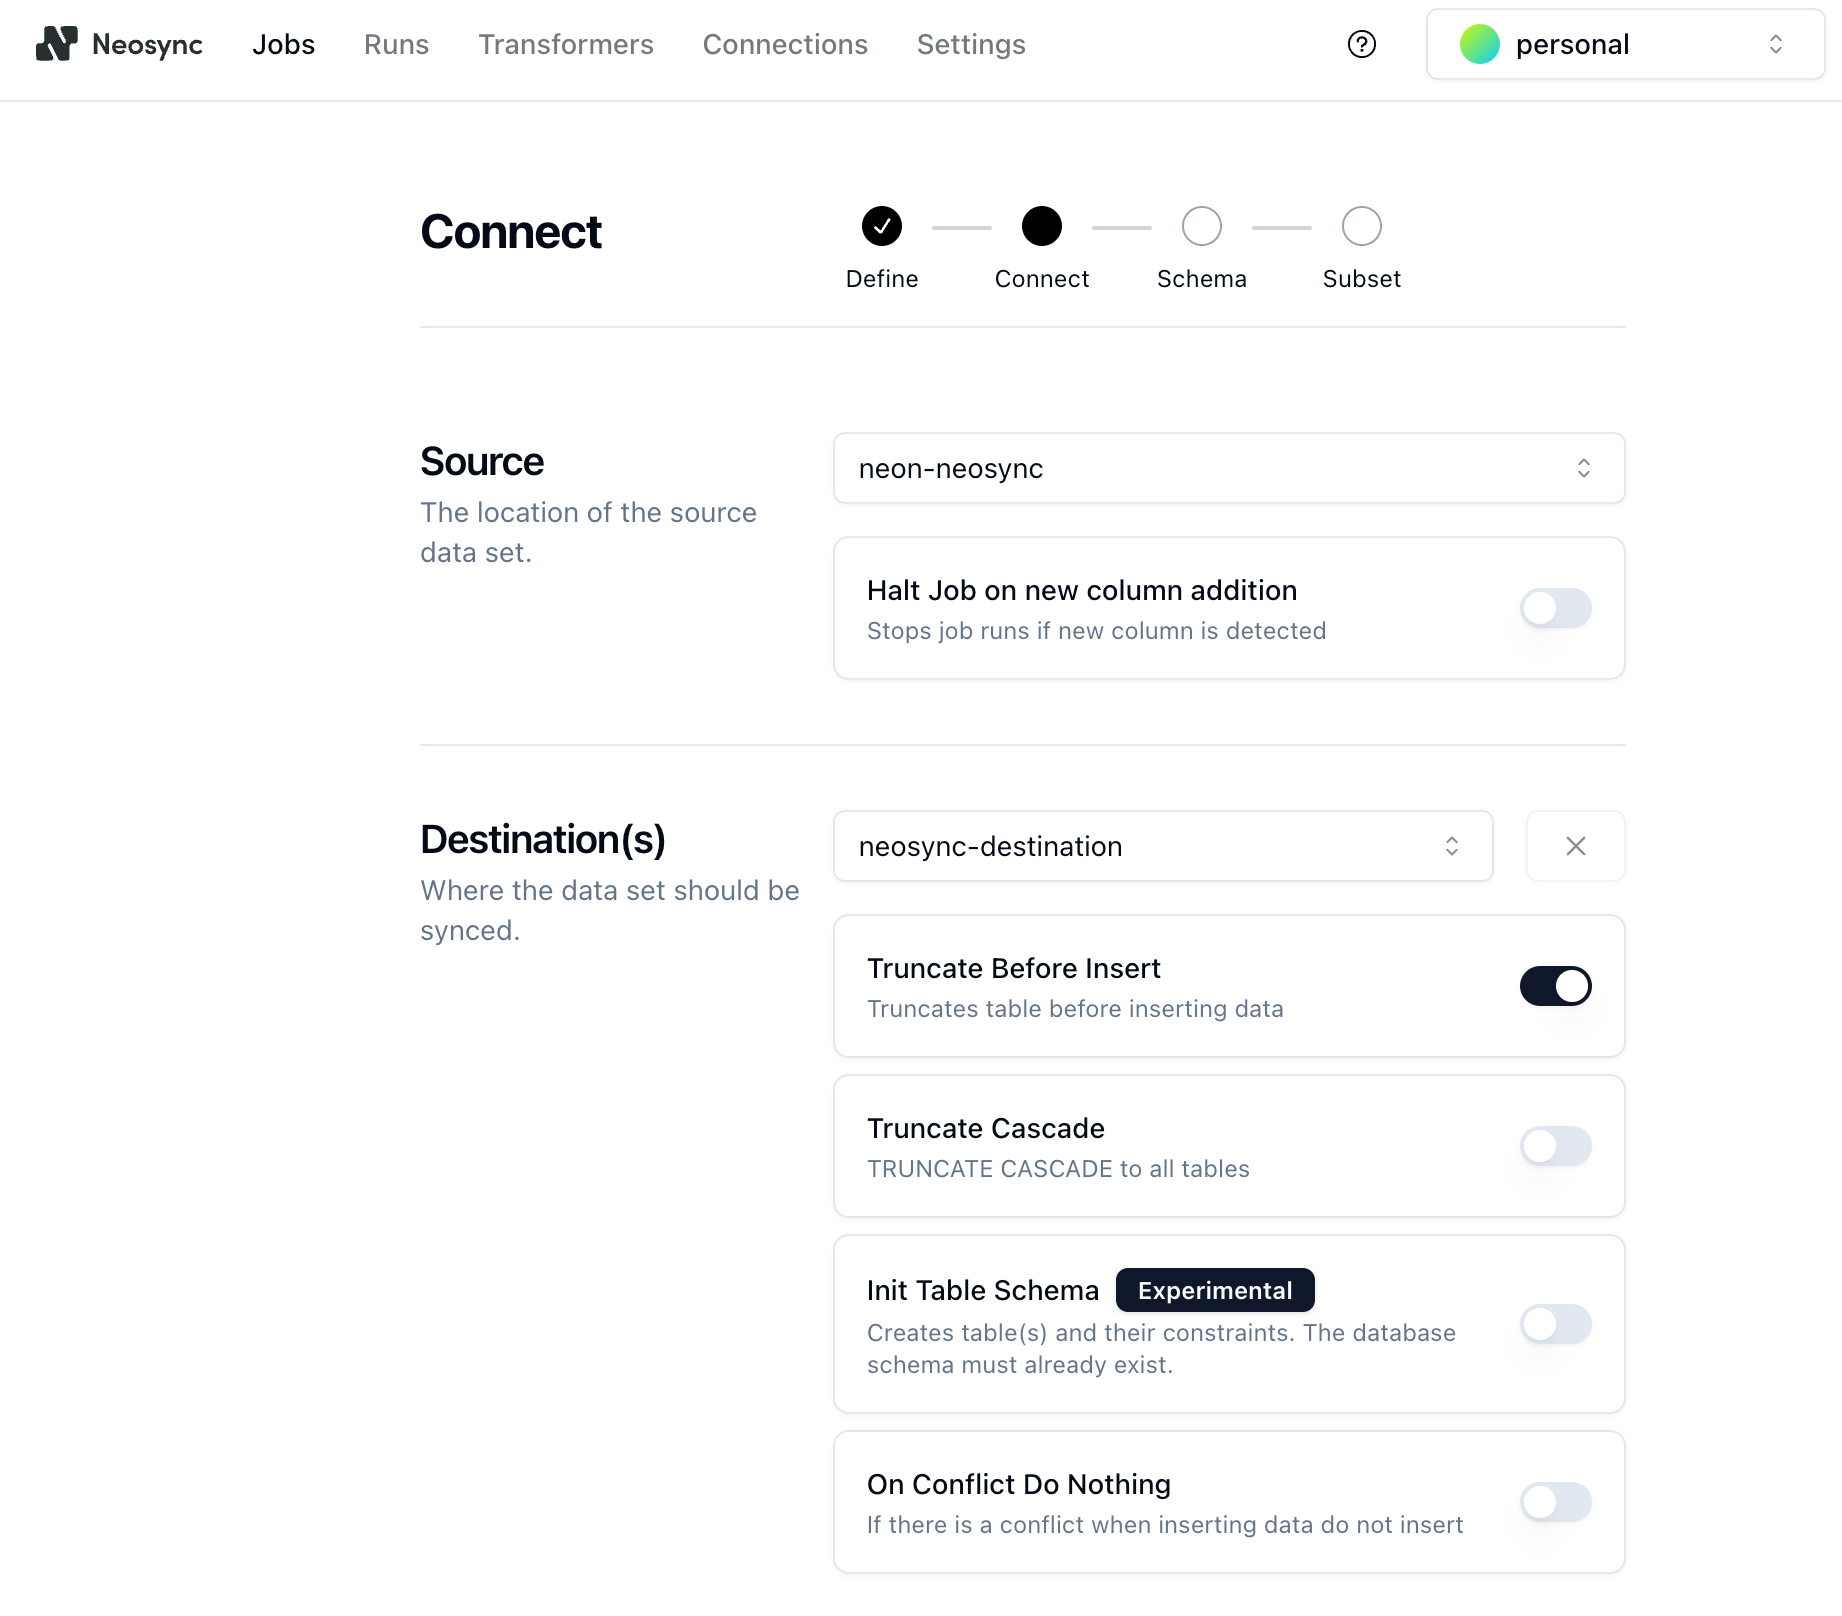 Neosync
Jobs
Runs
Transformers
Connections
Settings
personal
Connect
Define
Connect
Schema
Subset
Source
The location of the source
data set.
neon-neosync
Halt Job on new column addition
Stops job runs if new column is detected
Destination(s)
Where the data set should be
synced.
neosync-destination
Truncate Before Insert
Truncates table before inserting data
Truncate Cascade
TRUNCATE CASCADE to all tables
Init Table Schema Experimental
Creates table(s) and their constraints. The database
schema must already exist.
On Conflict Do Nothing
If there is a conflict when inserting data do not insert